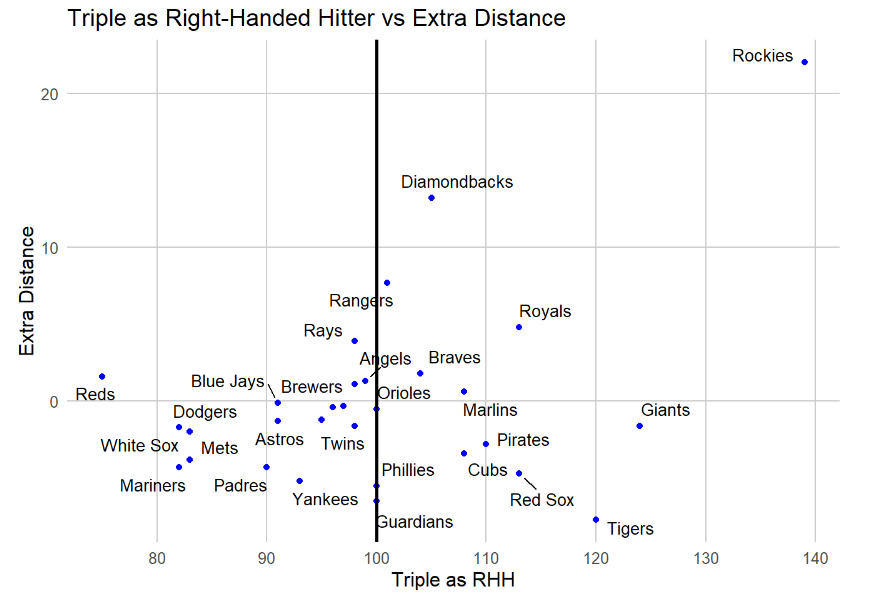 Triple as Right-Handed Hitter vs Extra Distance
Rockies
20
Diamondbacks
10
Rangers
Royals
Rays
Angels
Braves
Blue Jays
Brewers
Orioles
Reds
0
Dodgers
Marlins
Giants
White Sox
Mets
Astros
Twins
Pirates
Mariners
Padres
Phillies
Cubs
Yankees
Red Sox
Guardians
Tigers
Extra Distance
80
90
100
110
120
130
140
Triple as RHH